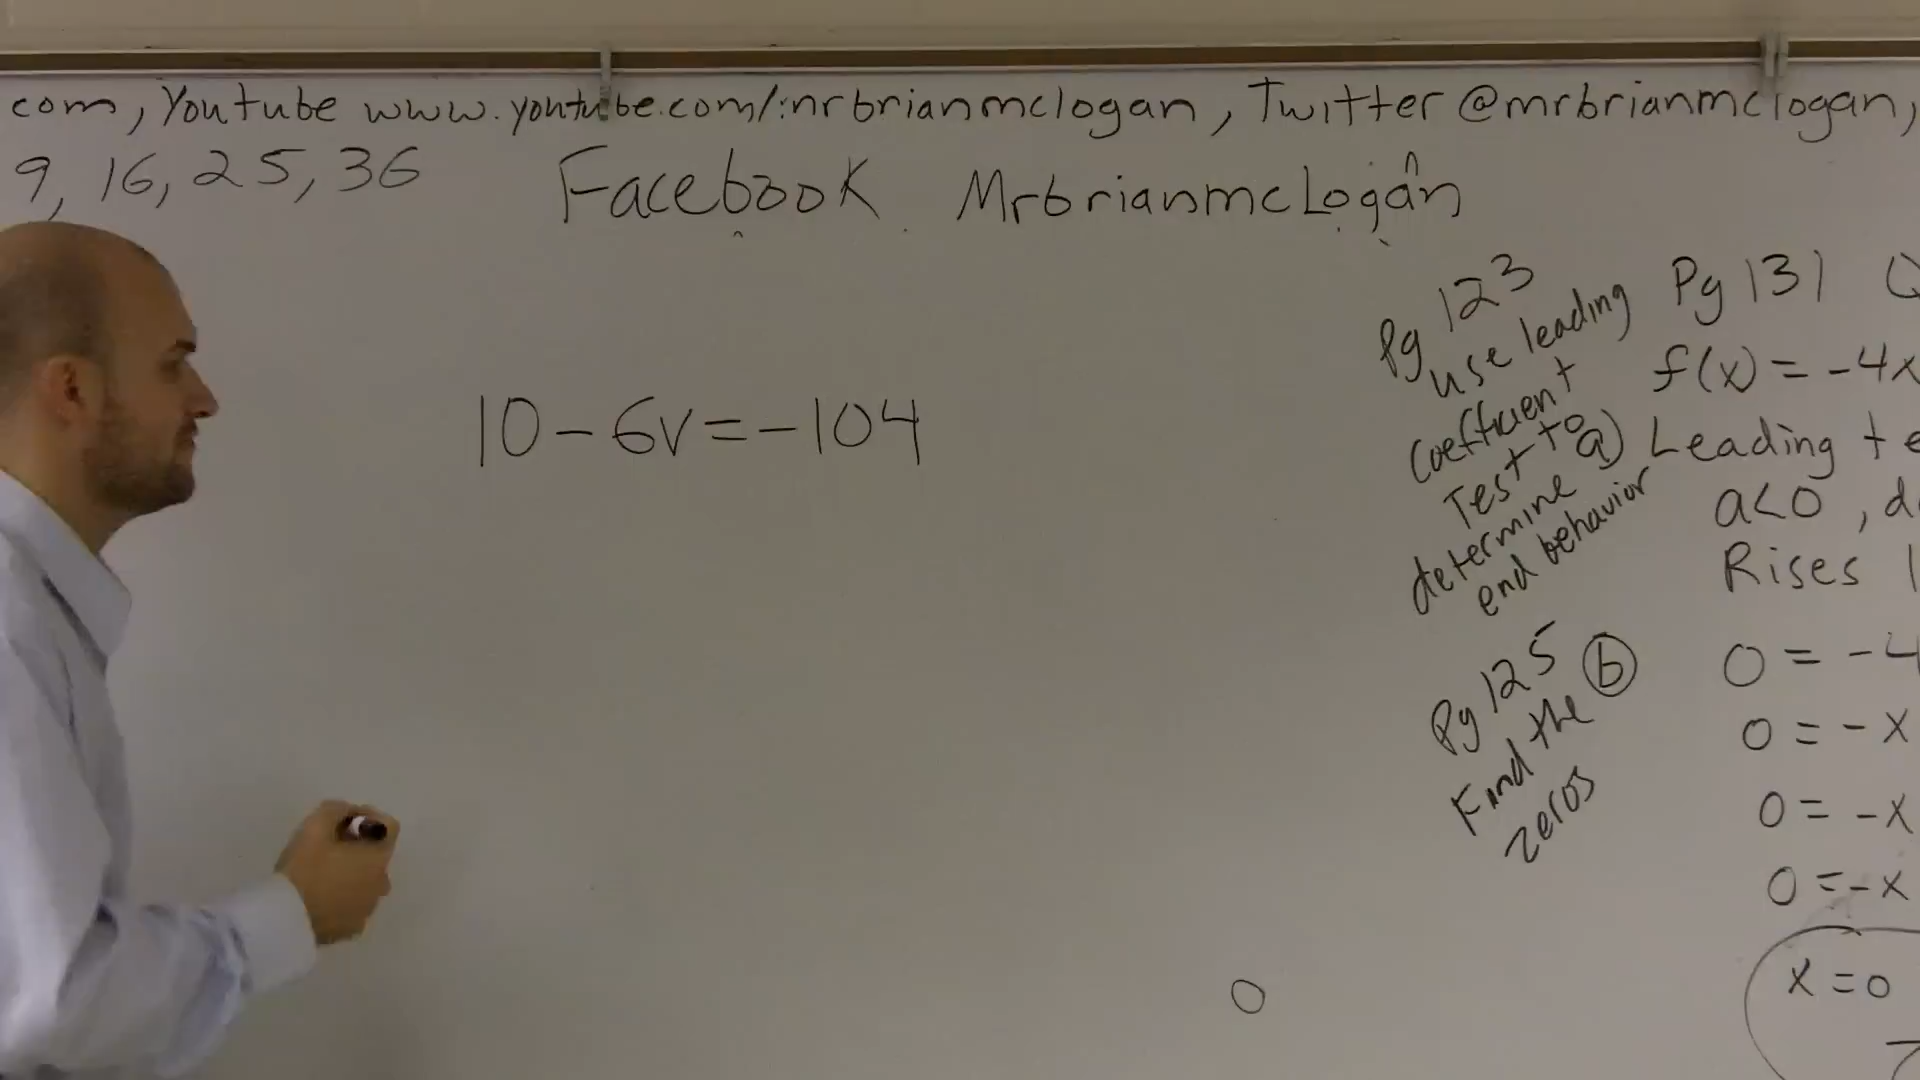 com, Youtube www.youtube.com/mrbrianmclogan, Twitter @mrbrianmclogan,
9, 16, 25, 36
Facebook Mrbrianmclogan
10 - 6v = -104
Pg 123
use leading
coefficient
Test to
determine
end behavior
Pg 131
f(x) = -4x
a) Leading te
a<0, d
Rises
Pg 125
Find the
zeros
b
0 = -4
0 = -x
0 = -x
0 = -x
x = 0
0